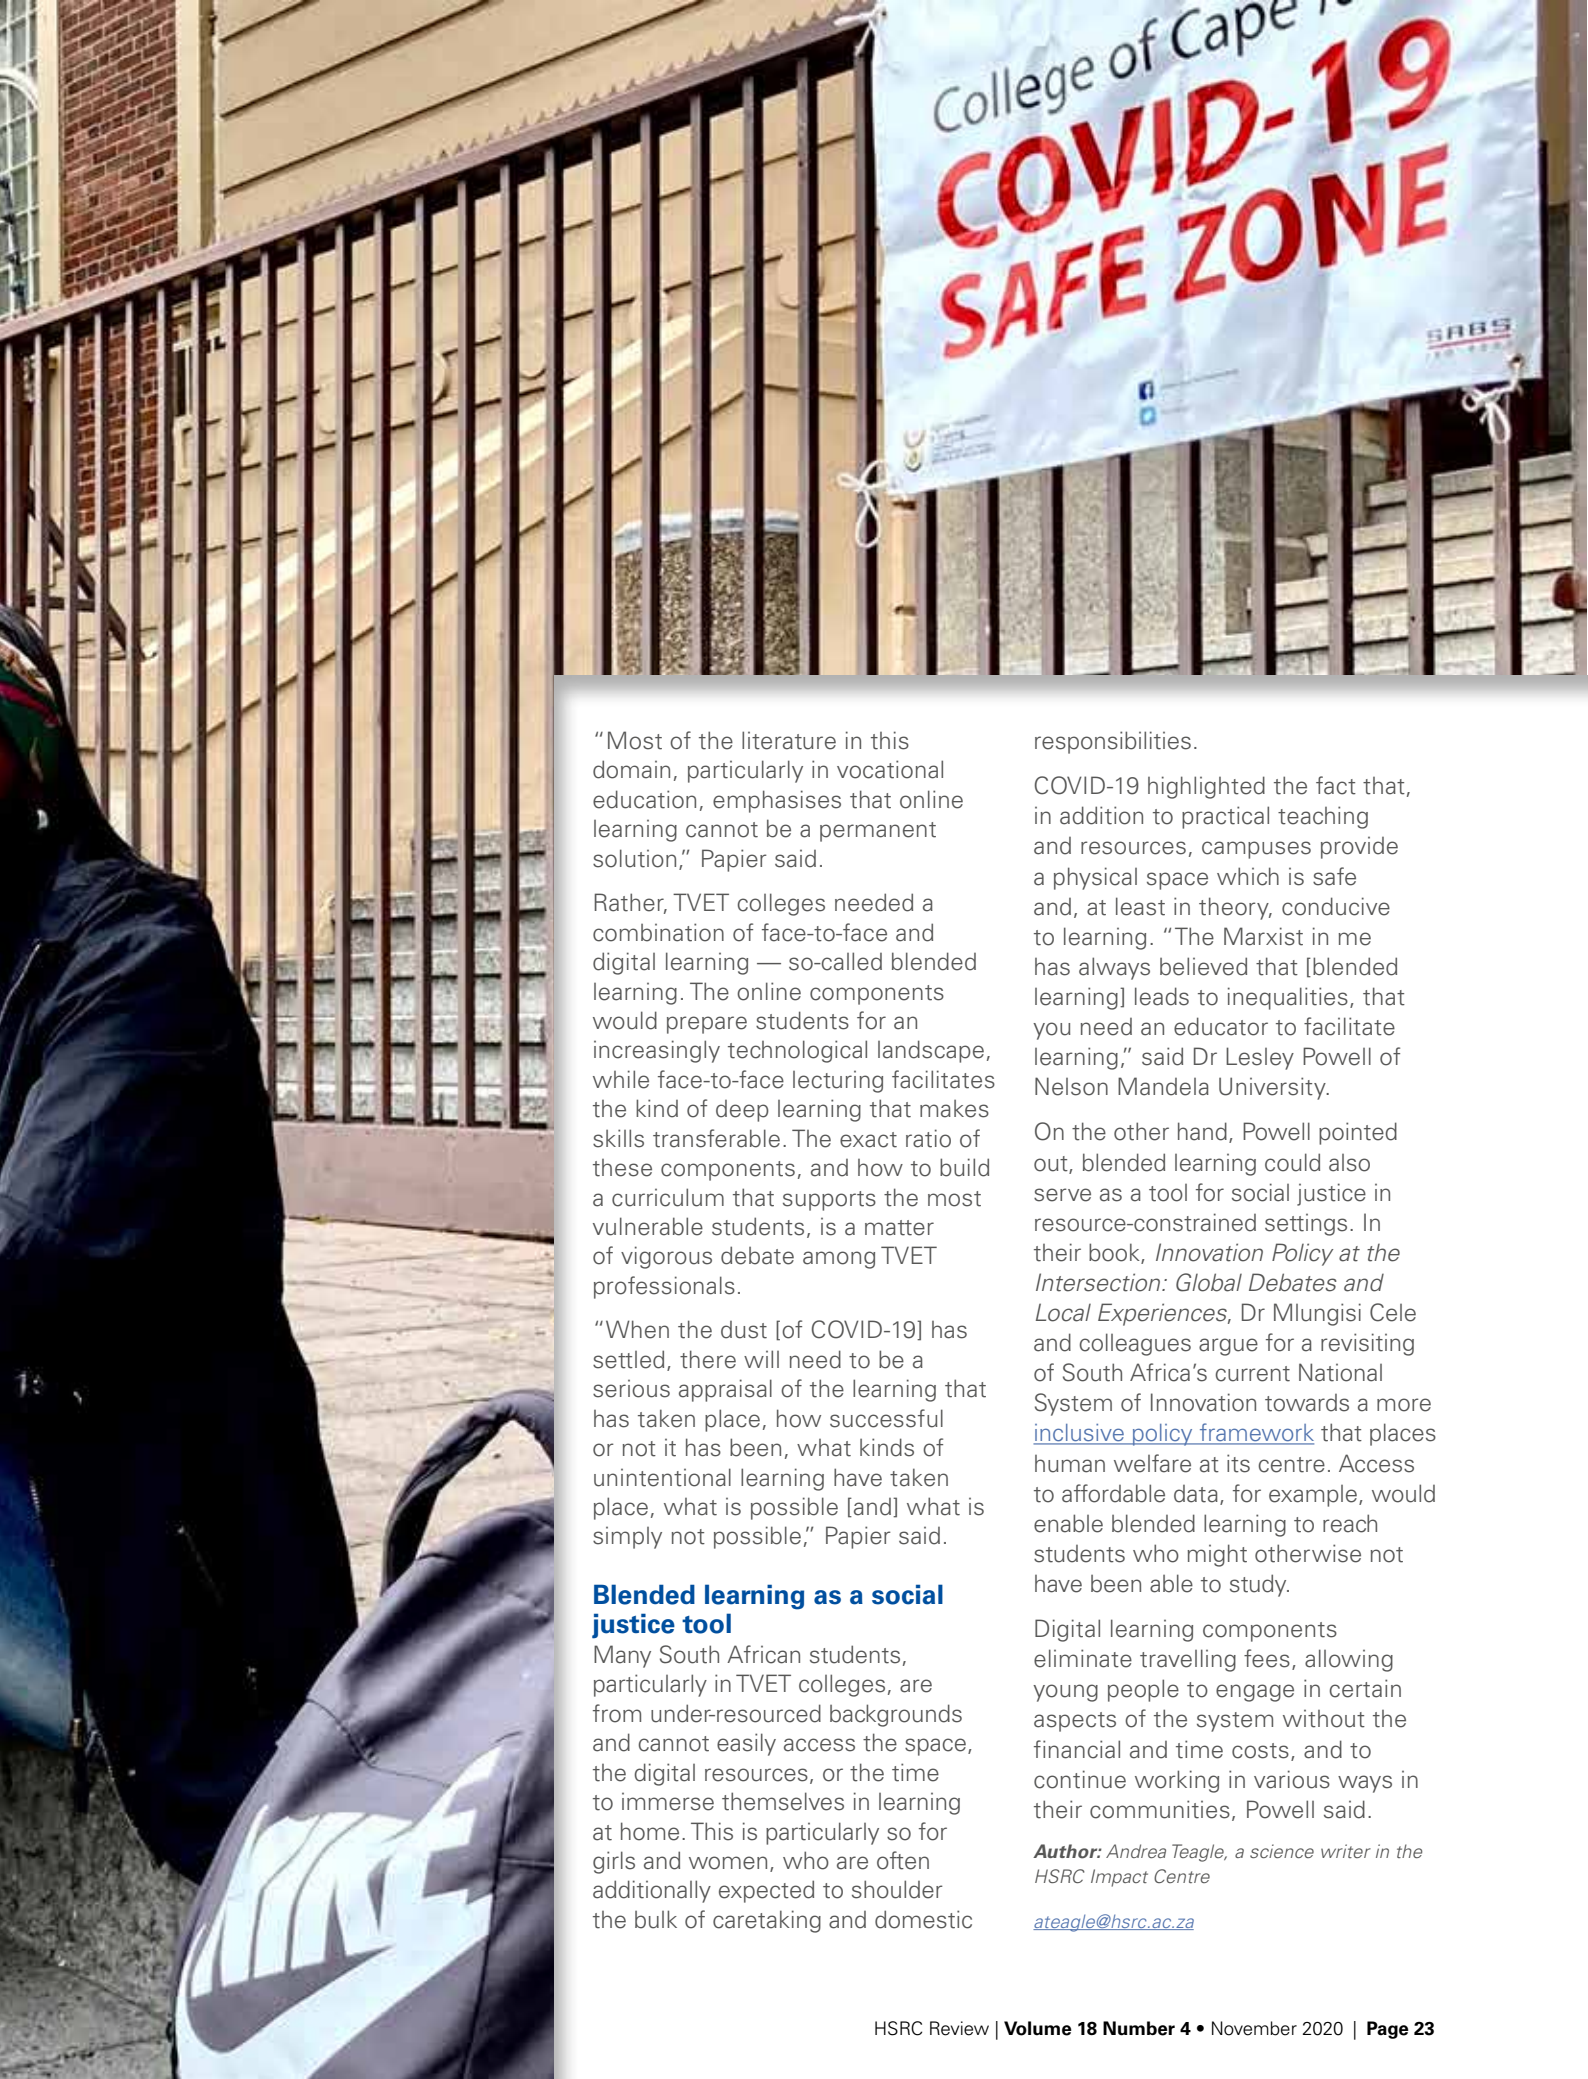 College of Cape
COVID-19
SAFE ZONE
SABS
“Most of the literature in this
domain, particularly in vocational
education, emphasises that online
learning cannot be a permanent
solution,” Papier said.
Rather, TVET colleges needed a
combination of face-to-face and
digital learning — so-called blended
learning. The online components
would prepare students for an
increasingly technological landscape,
while face-to-face lecturing facilitates
the kind of deep learning that makes
skills transferable. The exact ratio of
these components, and how to build
a curriculum that supports the most
vulnerable students, is a matter
of vigorous debate among TVET
professionals.
“When the dust [of COVID-19] has
settled, there will need to be a
serious appraisal of the learning that
has taken place, how successful
or not it has been, what kinds of
unintentional learning have taken
place, what is possible [and] what is
simply not possible,” Papier said.
Blended learning as a social
justice tool
Many South African students,
particularly in TVET colleges, are
from under-resourced backgrounds
and cannot easily access the space,
the digital resources, or the time
to immerse themselves in learning
at home. This is particularly so for
girls and women, who are often
additionally expected to shoulder
the bulk of caretaking and domestic
responsibilities.
COVID-19 highlighted the fact that,
in addition to practical teaching
and resources, campuses provide
a physical space which is safe
and, at least in theory, conducive
to learning. “The Marxist in me
has always believed that [blended
learning] leads to inequalities, that
you need an educator to facilitate
learning,” said Dr Lesley Powell of
Nelson Mandela University.
On the other hand, Powell pointed
out, blended learning could also
serve as a tool for social justice in
resource-constrained settings. In
their book, Innovation Policy at the
Intersection: Global Debates and
Local Experiences, Dr Mlungisi Cele
and colleagues argue for a revisiting
of South Africa’s current National
System of Innovation towards a more
inclusive policy framework that places
human welfare at its centre. Access
to affordable data, for example, would
enable blended learning to reach
students who might otherwise not
have been able to study.
Digital learning components
eliminate travelling fees, allowing
young people to engage in certain
aspects of the system without the
financial and time costs, and to
continue working in various ways in
their communities, Powell said.
Author: Andrea Teagle, a science writer in the
HSRC Impact Centre
ateagle@hsrc.ac.za
NIKE
HSRC Review | Volume 18 Number 4 • November 2020 | Page 23